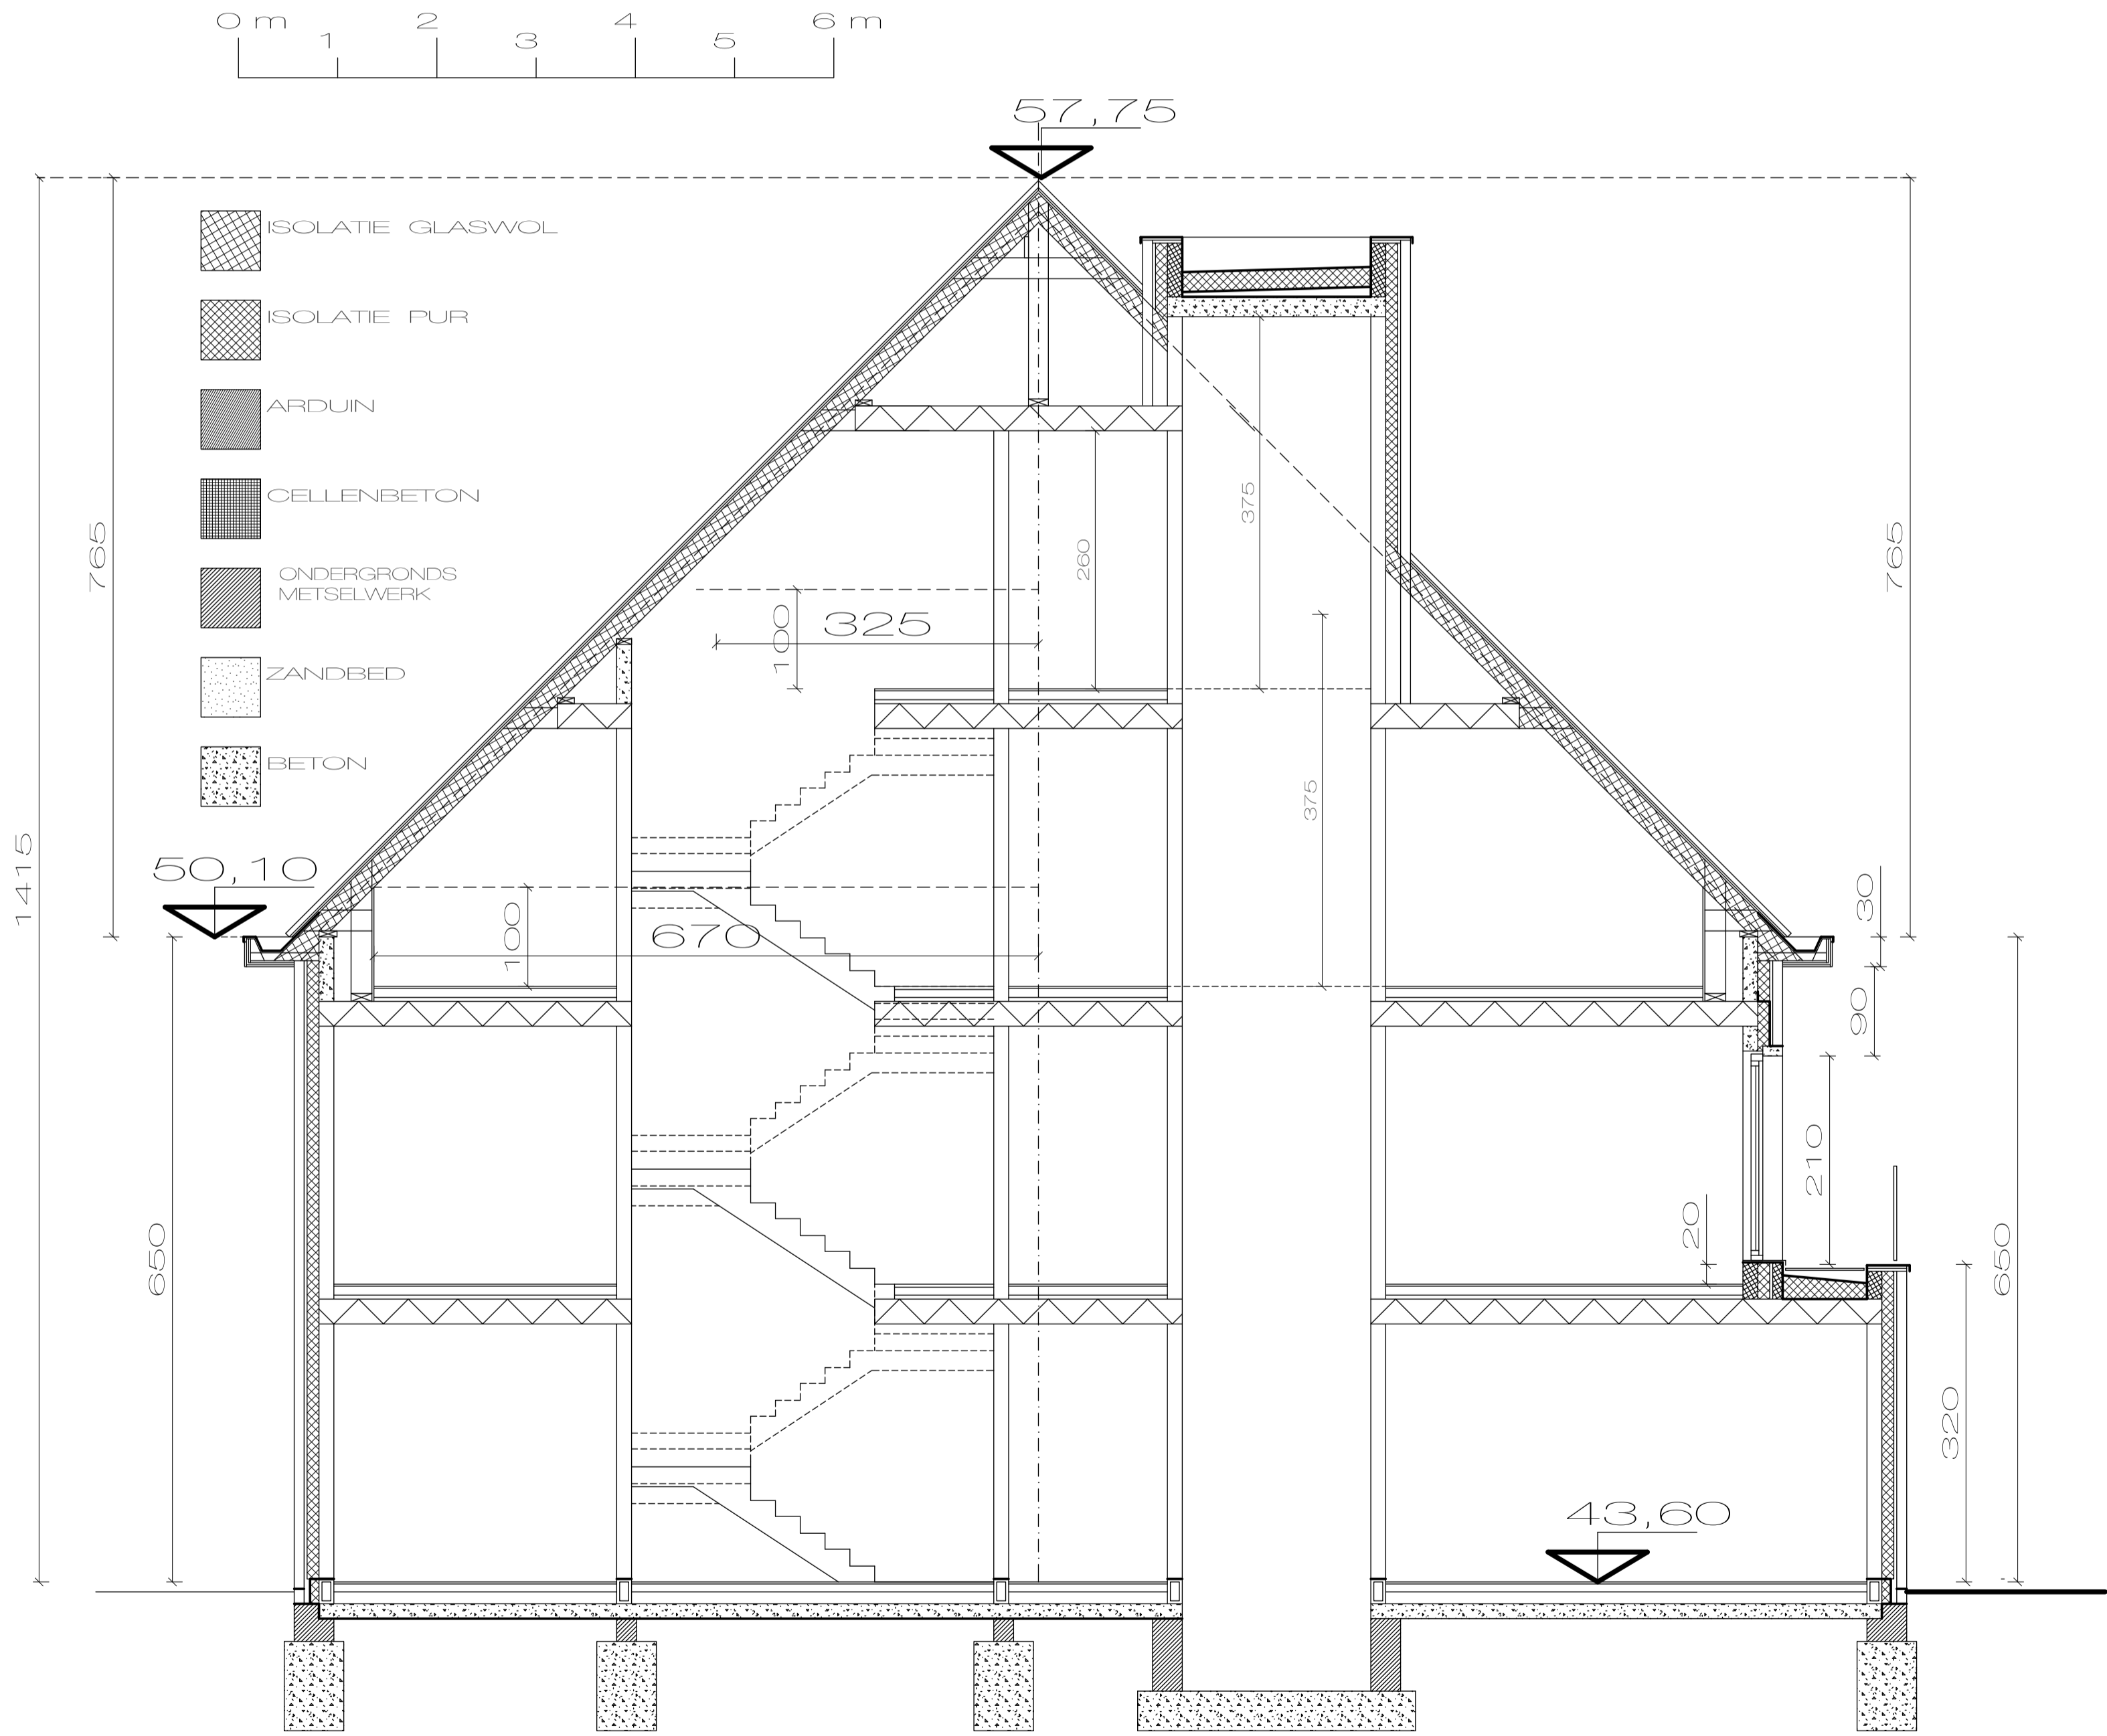 0 m
1
2
3
4
5
6 m
57,75
ISOLATIE GLASWOL
ISOLATIE PUR
ARDUIN
CELLENBETON
ONDERGRONDS
METSELWERK
ZANDBED
BETON
765
765
375
260
325
100
375
1415
50,10
30
100
670
90
210
20
650
650
320
43,60